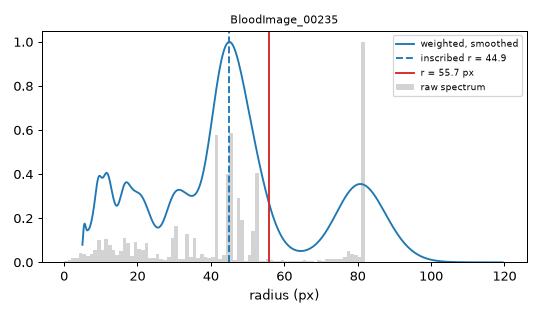 BloodImage_00235
1.0
0.8
0.6
0.4
0.2
0.0
0 20 40 60 80 100 120
radius (px)
weighted, smoothed
inscribed r = 44.9
r = 55.7 px
raw spectrum